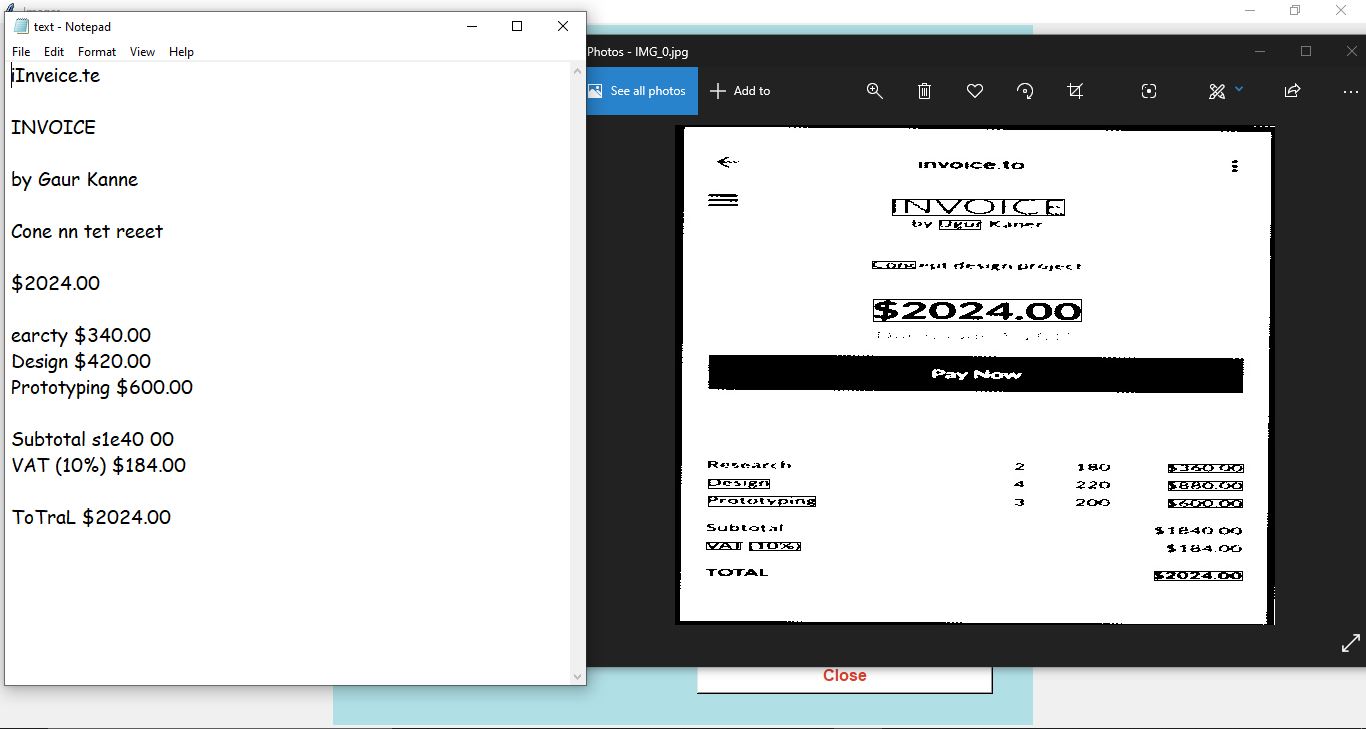 text - Notepad
File Edit Format View Help
iInveice.te
INVOICE
by Gaur Kanne
Cone nn tet reeet
$2024.00
earcty $340.00
Design $420.00
Prototyping $600.00
Subtotal s1e40 00
VAT (10%) $184.00
ToTraL $2024.00
Photos - IMG_0.jpg
See all photos
Add to
invoice.to
INVOICE
by Ugur Kaner
Concept design project
$2024.00
Pay Now
Research 2 180 $360.00
Design 4 220 $880.00
Prototyping 3 200 $600.00
Subtotal $1840.00
VAT (10%) $184.00
TOTAL $2024.00
Close